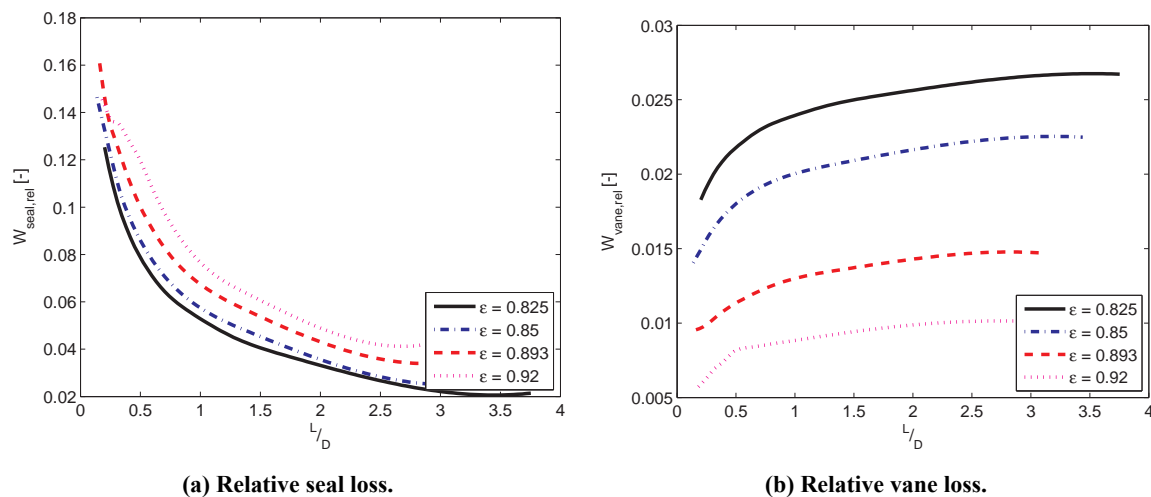 0.18
0.16
0.14
0.12
0.1
0.08
0.06
0.04
0.02
W_seal,rel [-]
0 0.5 1 1.5 2 2.5 3 3.5 4
L/D
ε = 0.825
ε = 0.85
ε = 0.893
ε = 0.92
(a) Relative seal loss.
0.03
0.025
0.02
0.015
0.01
0.005
W_vane,rel [-]
0 0.5 1 1.5 2 2.5 3 3.5 4
L/D
ε = 0.825
ε = 0.85
ε = 0.893
ε = 0.92
(b) Relative vane loss.